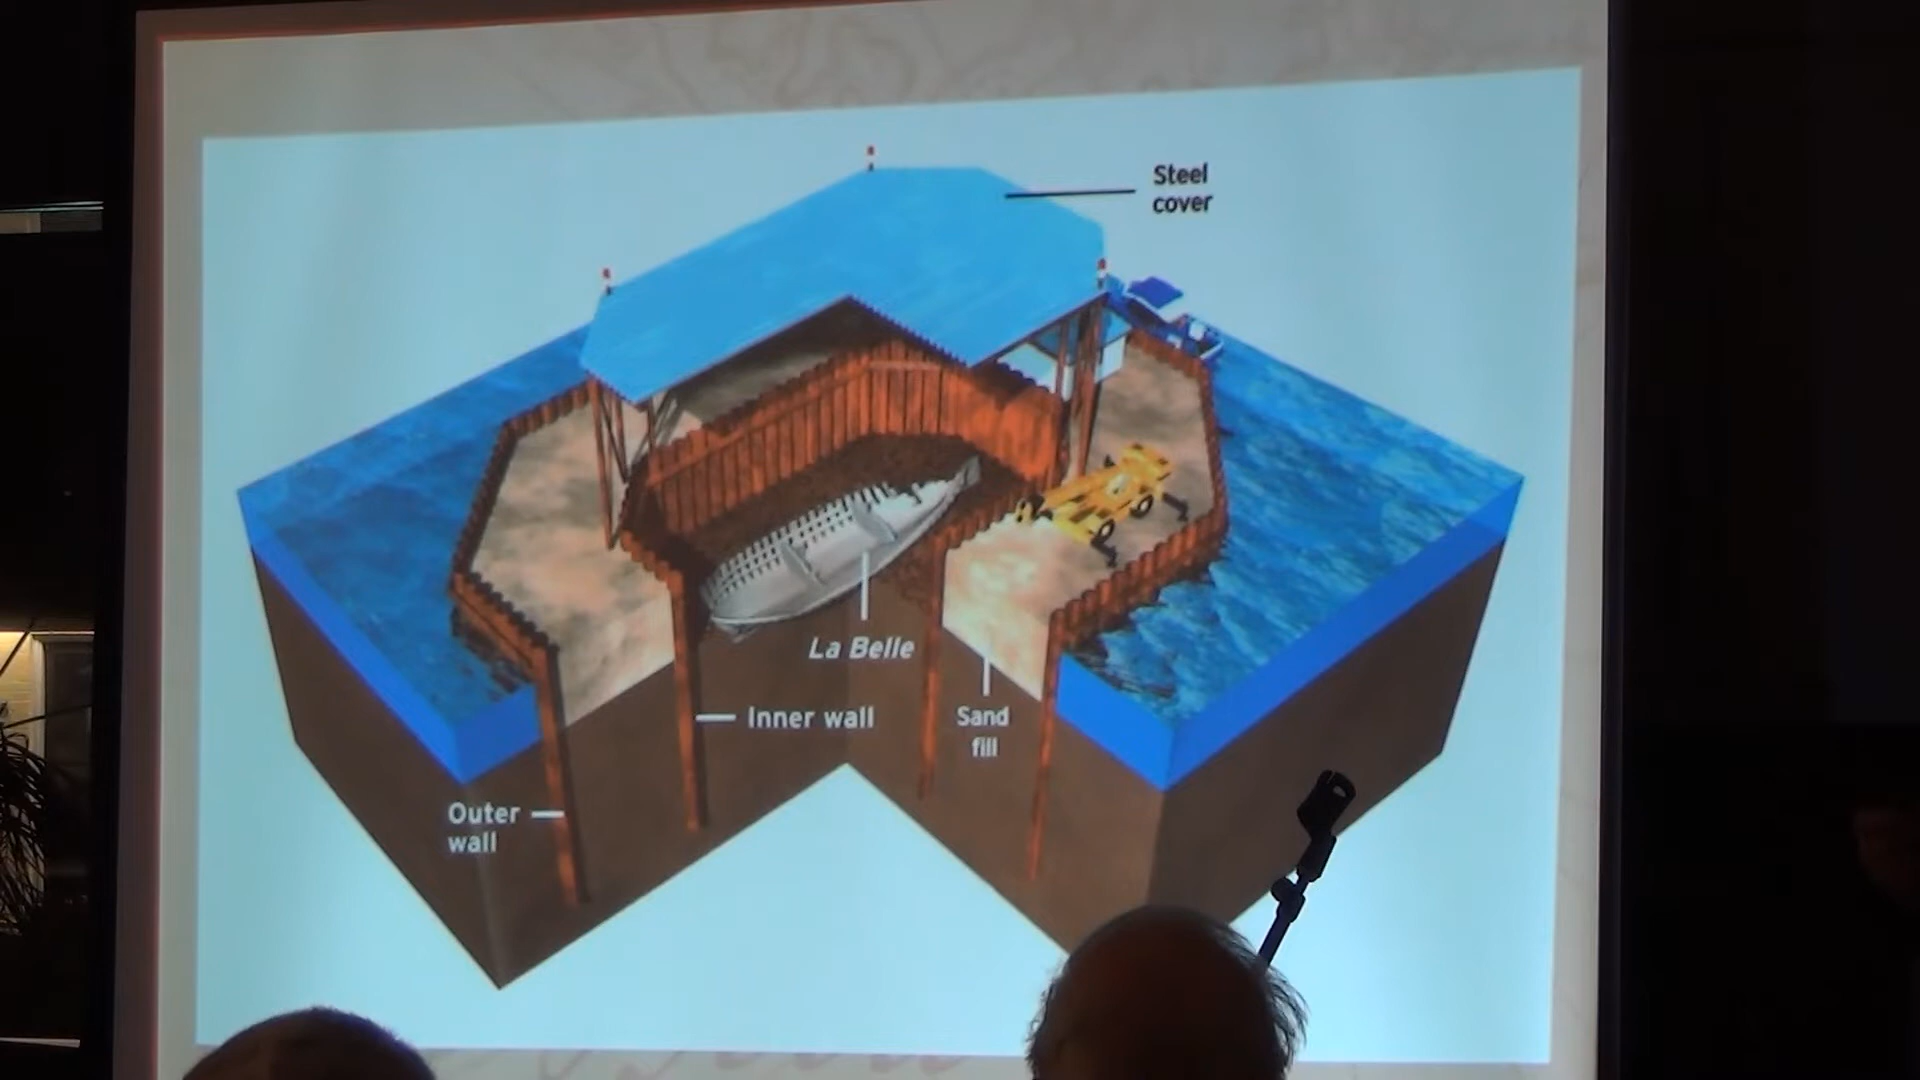 Steel
cover
La Belle
Inner wall
Sand
fill
Outer
wall